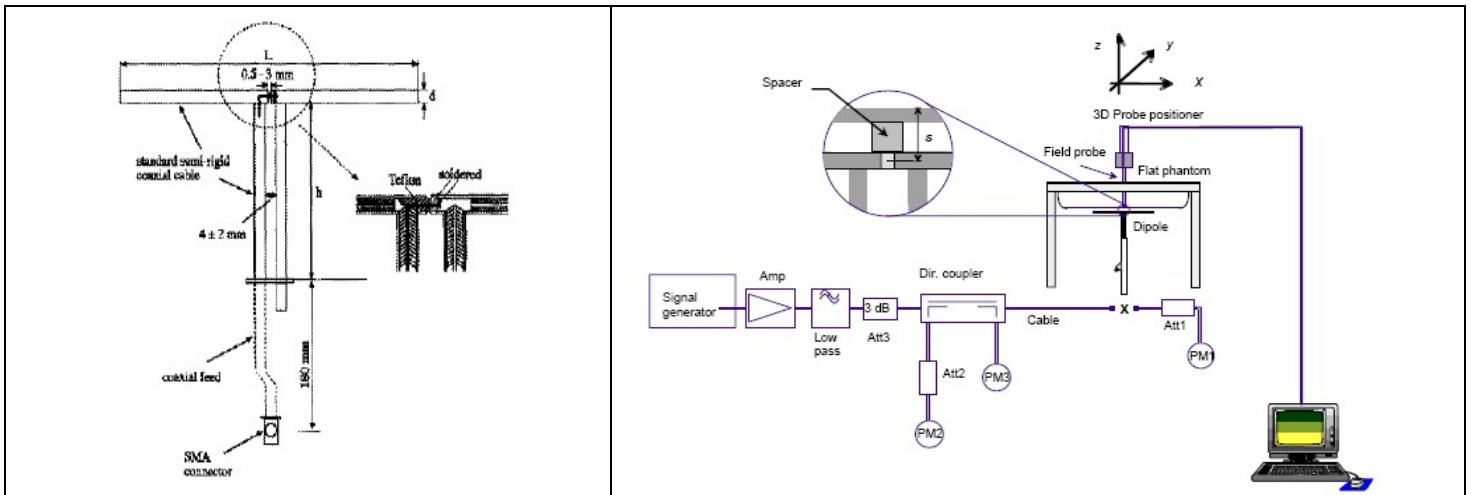 L
0.5 - 3 mm
d
standard semi-rigid
coaxial cable
h
Teflon
soldered
4 ± 2 mm
coaxial feed
180 mm
SMA
connector
z
y
X
Spacer
s
3D Probe positioner
Field probe
Flat phantom
Dipole
Signal
generator
Amp
Low
pass
3 dB
Att3
Dir. coupler
Cable
X
Att1
PM1
Att2
PM3
PM2